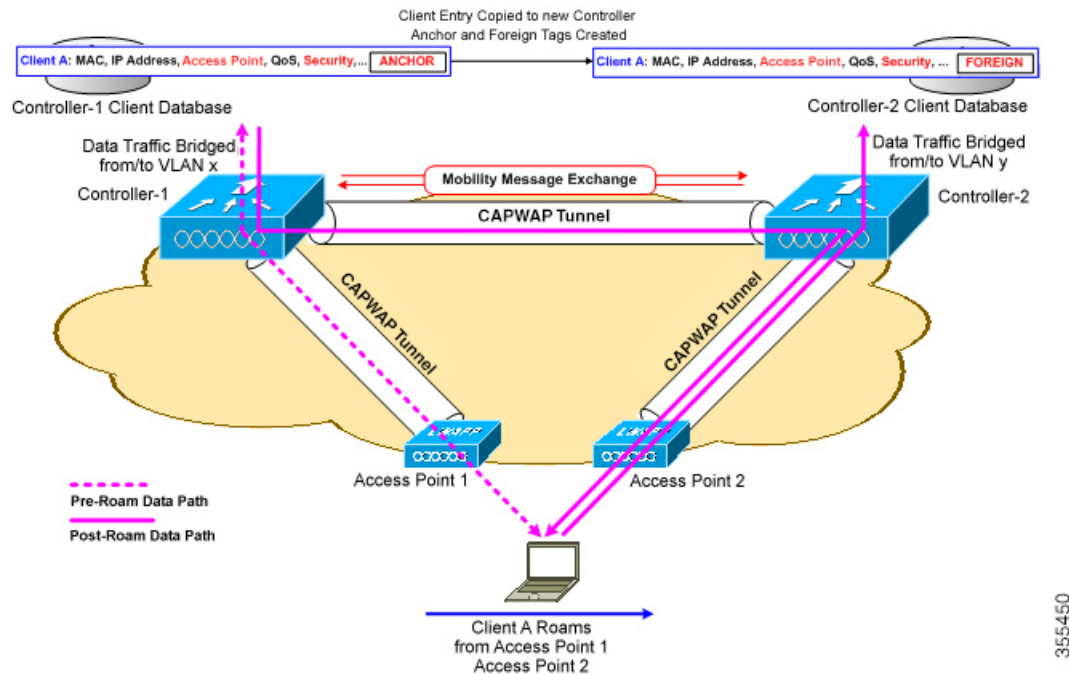 Client Entry Copied to new Controller
Anchor and Foreign Tags Created
Client A: MAC, IP Address, Access Point, QoS, Security,... ANCHOR
Client A: MAC, IP Address, Access Point, QoS, Security, ... FOREIGN
Controller-1 Client Database
Controller-2 Client Database
Data Traffic Bridged
from/to VLAN x
Data Traffic Bridged
from/to VLAN y
Controller-1
Mobility Message Exchange
Controller-2
CAPWAP Tunnel
CAPWAP Tunnel
CAPWAP Tunnel
LWAPP
LWAPP
Access Point 1
Access Point 2
Pre-Roam Data Path
Post-Roam Data Path
Client A Roams
from Access Point 1
Access Point 2
355450